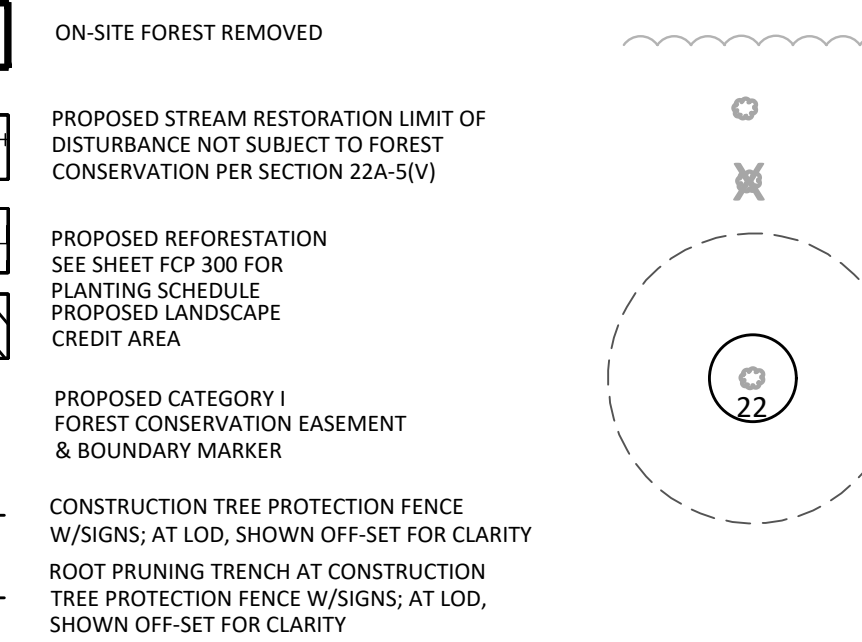 ON-SITE FOREST REMOVED
PROPOSED STREAM RESTORATION LIMIT OF
DISTURBANCE NOT SUBJECT TO FOREST
CONSERVATION PER SECTION 22A-5(V)
PROPOSED REFORESTATION
SEE SHEET FCP 300 FOR
PLANTING SCHEDULE
PROPOSED LANDSCAPE
CREDIT AREA
PROPOSED CATEGORY I
FOREST CONSERVATION EASEMENT
& BOUNDARY MARKER
CONSTRUCTION TREE PROTECTION FENCE
W/SIGNS; AT LOD, SHOWN OFF-SET FOR CLARITY
ROOT PRUNING TRENCH AT CONSTRUCTION
TREE PROTECTION FENCE W/SIGNS; AT LOD,
SHOWN OFF-SET FOR CLARITY
22